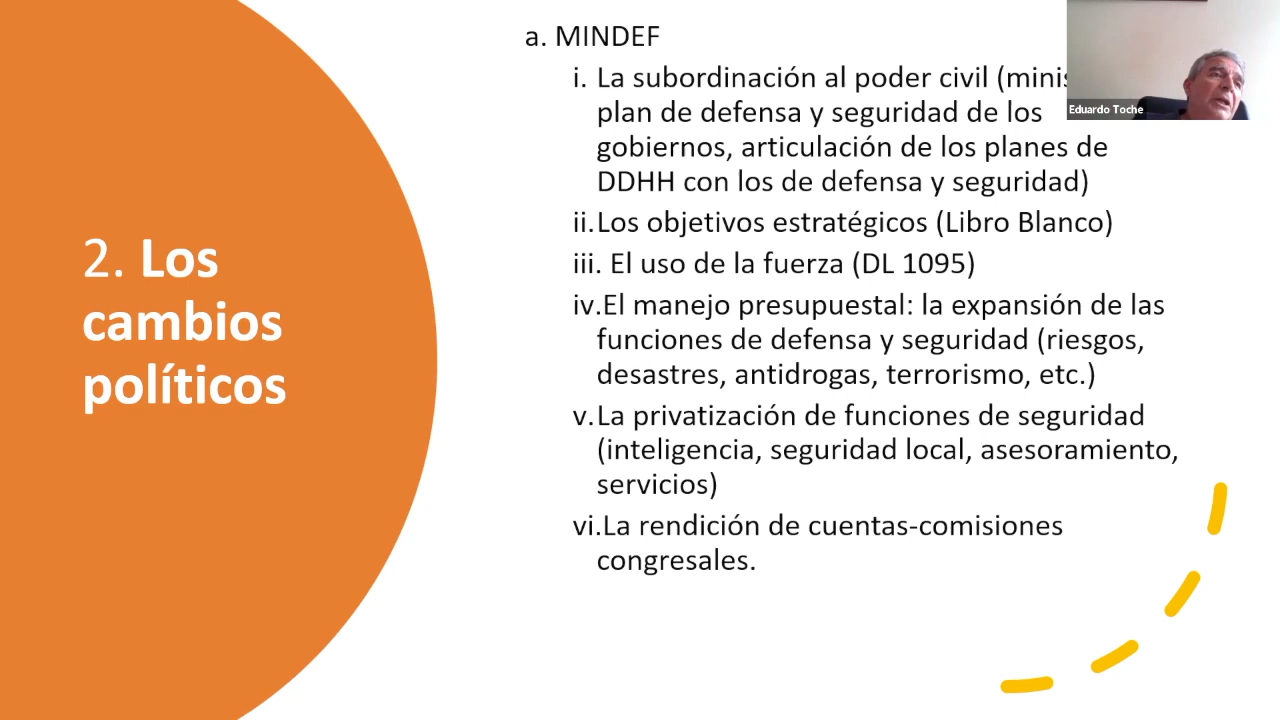 2. Los
cambios
políticos
a. MINDEF
i. La subordinación al poder civil
plan de defensa y seguridad de los
gobiernos, articulación de los planes de
DDHH con los de defensa y seguridad)
ii.Los objetivos estratégicos (Libro Blanco)
iii. El uso de la fuerza (DL 1095)
iv.El manejo presupuestal: la expansión de las
funciones de defensa y seguridad (riesgos,
desastres, antidrogas, terrorismo, etc.)
v.La privatización de funciones de seguridad
(inteligencia, seguridad local, asesoramiento,
servicios)
vi.La rendición de cuentas-comisiones
congresales.
Eduardo Toche